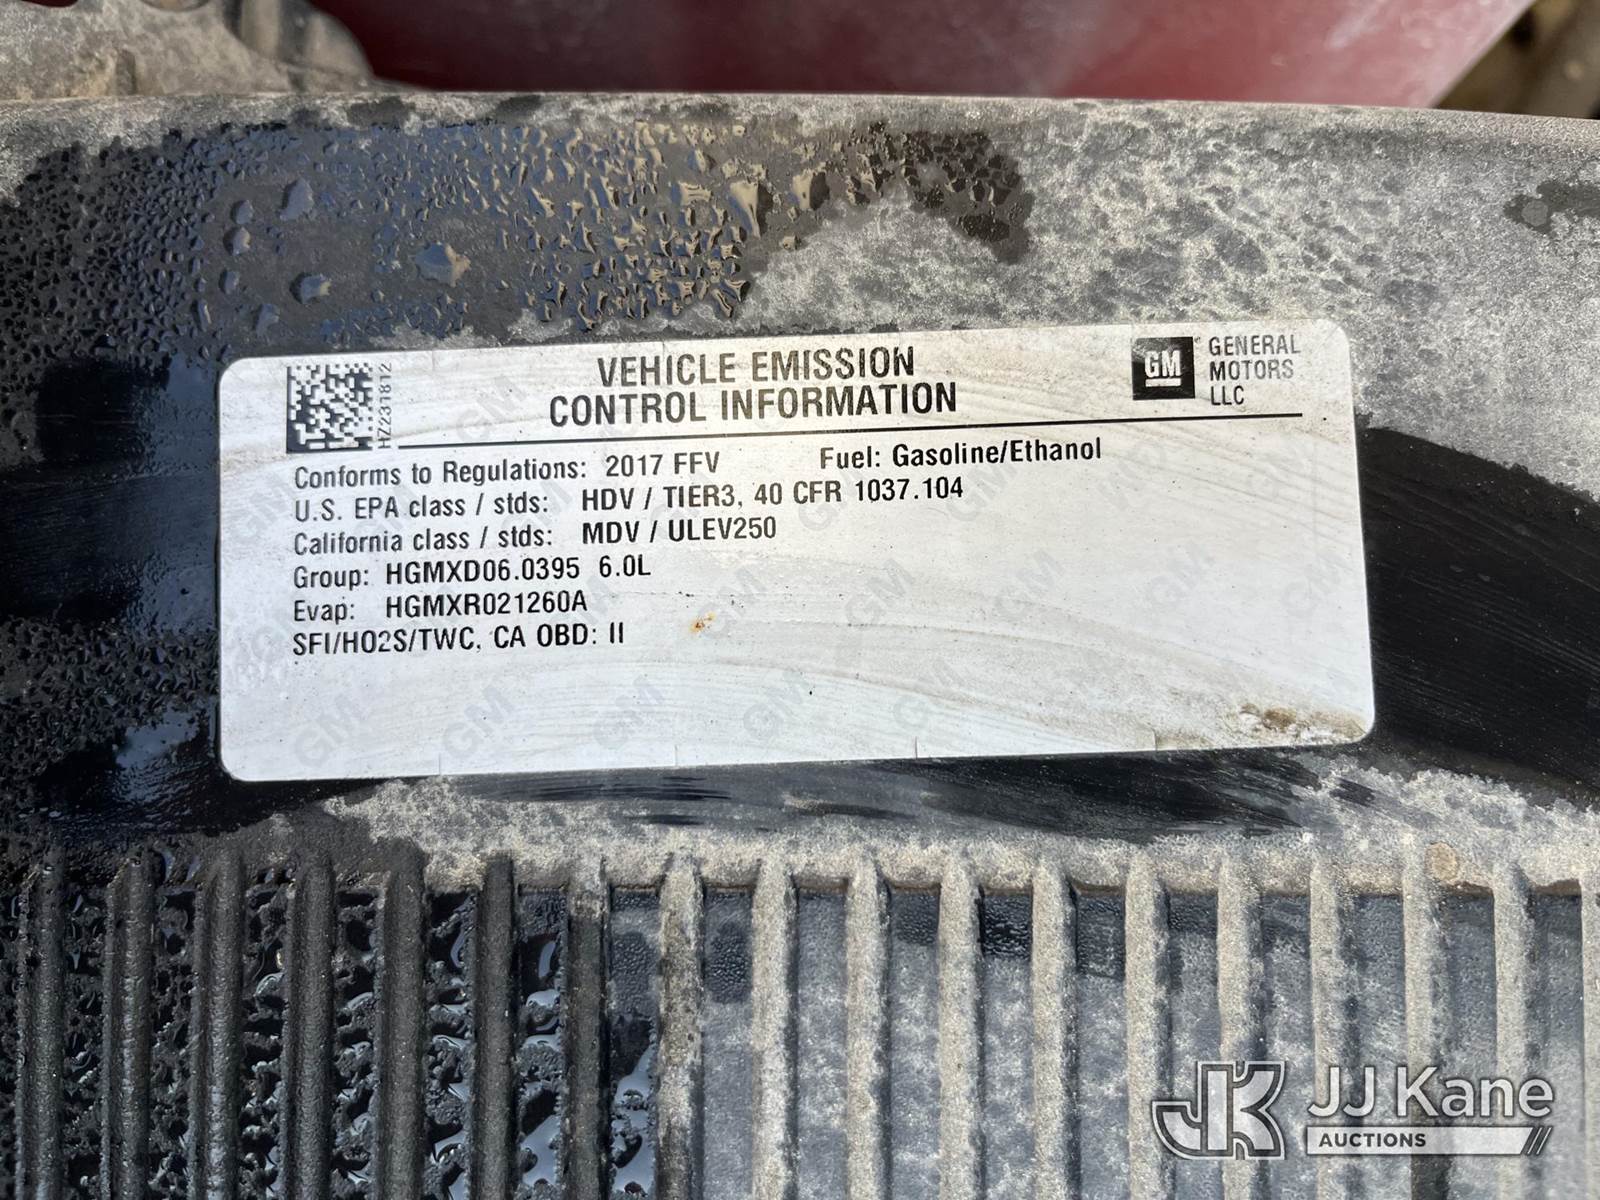 HZ231812
VEHICLE EMISSION
CONTROL INFORMATION
GM
GENERAL
MOTORS
LLC
Conforms to Regulations: 2017 FFV Fuel: Gasoline/Ethanol
U.S. EPA class / stds: HDV / TIER3, 40 CFR 1037.104
California class / stds: MDV / ULEV250
Group: HGMXD06.0395 6.0L
Evap: HGMXR021260A
SFI/HO2S/TWC, CA OBD: II
JK JJ Kane
AUCTIONS